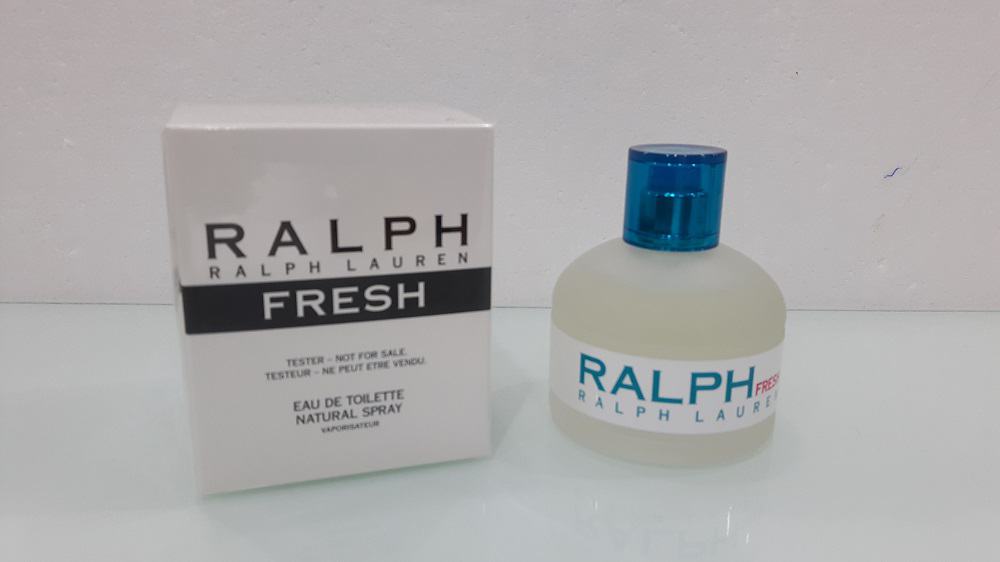 RALPH
RALPH LAUREN
FRESH
TESTER – NOT FOR SALE.
TESTEUR – NE PEUT ETRE VENDU.
EAU DE TOILETTE
NATURAL SPRAY
VAPORISATEUR
RALPH FRESH
RALPH LAUREN